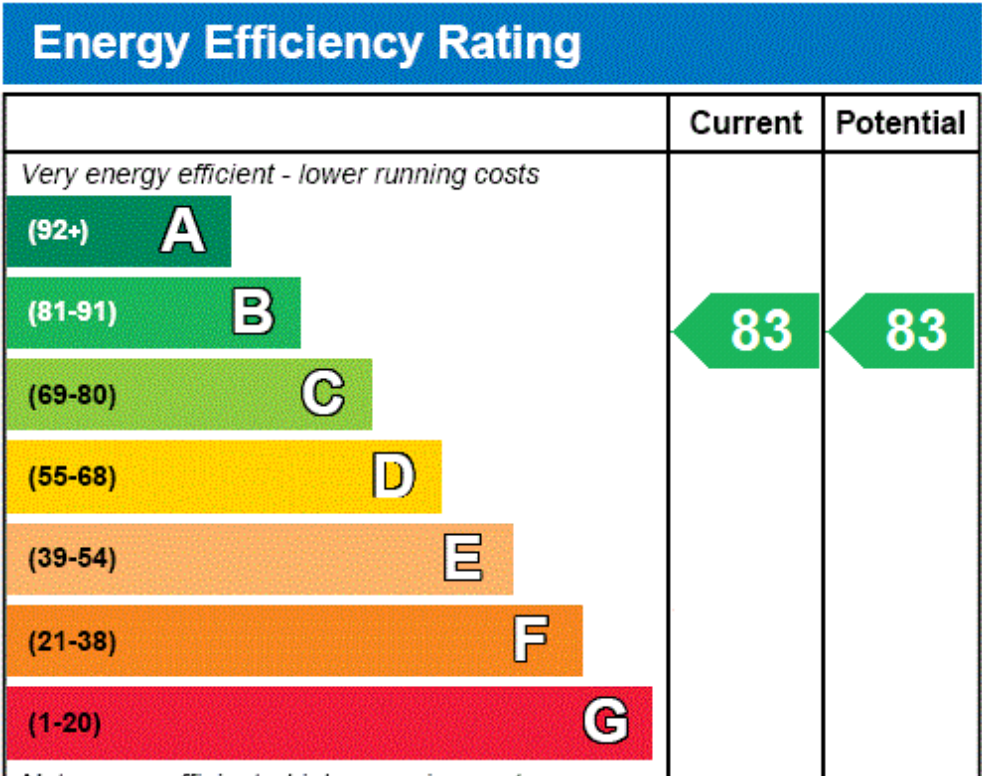 Energy Efficiency Rating
Current Potential
Very energy efficient - lower running costs
(92+) A
(81-91) B
83 83
(69-80) C
(55-68) D
(39-54) E
(21-38) F
(1-20) G